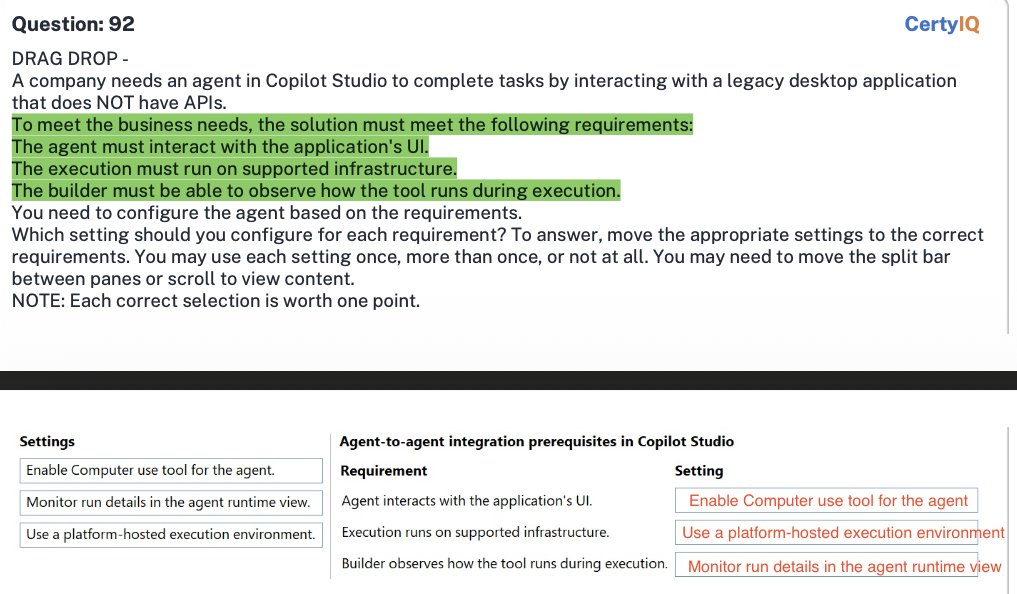 Question: 92
CertyIQ
DRAG DROP -
A company needs an agent in Copilot Studio to complete tasks by interacting with a legacy desktop application
that does NOT have APIs.
To meet the business needs, the solution must meet the following requirements:
The agent must interact with the application's UI.
The execution must run on supported infrastructure.
The builder must be able to observe how the tool runs during execution.
You need to configure the agent based on the requirements.
Which setting should you configure for each requirement? To answer, move the appropriate settings to the correct
requirements. You may use each setting once, more than once, or not at all. You may need to move the split bar
between panes or scroll to view content.
NOTE: Each correct selection is worth one point.
Settings
Enable Computer use tool for the agent.
Monitor run details in the agent runtime view.
Use a platform-hosted execution environment.
Agent-to-agent integration prerequisites in Copilot Studio
Requirement
Setting
Agent interacts with the application's UI.
Enable Computer use tool for the agent
Execution runs on supported infrastructure.
Use a platform-hosted execution environment
Builder observes how the tool runs during execution.
Monitor run details in the agent runtime view